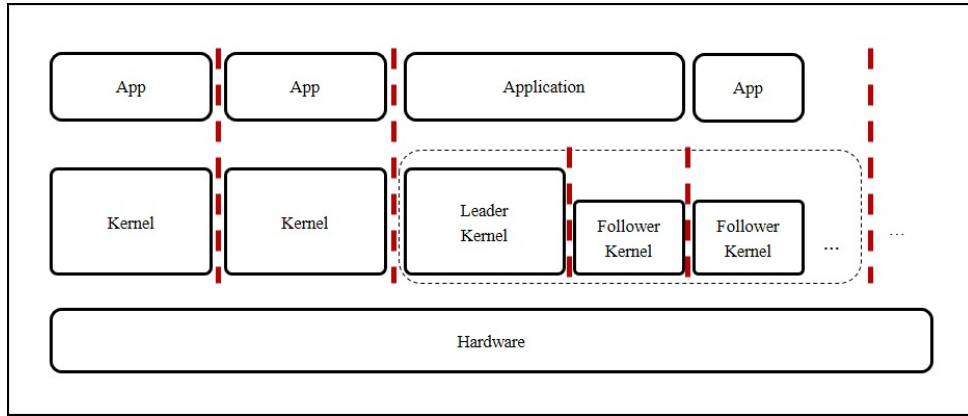 App
App
Application
App
Kernel
Kernel
Leader
Kernel
Follower
Kernel
Follower
Kernel
...
...
Hardware